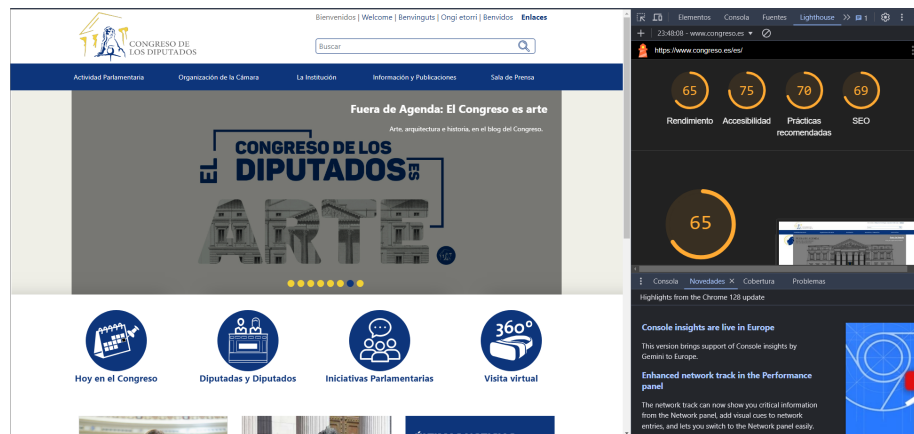 Bienvenidos | Welcome | Benvinguts | Ongi etorri | Benvidos Enlaces
CONGRESO DE
LOS DIPUTADOS
Buscar
Actividad Parlamentaria Organización de la Cámara La Institución Información y Publicaciones Sala de Prensa
Fuera de Agenda: El Congreso es arte
Arte, arquitectura e historia, en el blog del Congreso.
EL CONGRESO DE LOS
DIPUTADOS ES
ARTE
Hoy en el Congreso Diputadas y Diputados Iniciativas Parlamentarias Visita virtual
360º
Elementos Consola Fuentes Lighthouse 1
23:48:08 - www.congreso.es
https://www.congreso.es/es/
65 75 70 69
Rendimiento Accesibilidad Prácticas recomendadas SEO
65
Consola Novedades Cobertura Problemas
Highlights from the Chrome 128 update
Console insights are live in Europe
This version brings support of Console insights by
Gemini to Europe.
Enhanced network track in the Performance
panel
The network track can now show you critical information
from the Network panel, add visual cues to network
entries, and lets you switch to the Network panel easily.